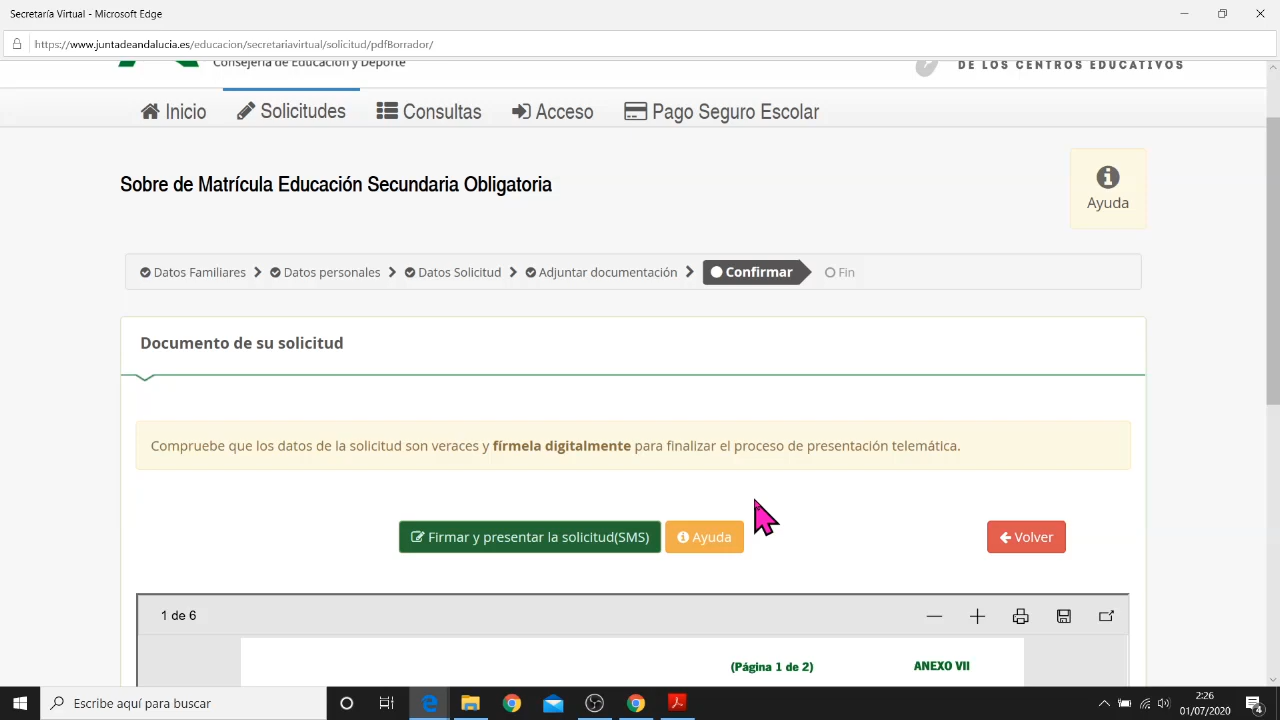 Secretaría Virtual - Microsoft Edge
https://www.juntadeandalucia.es/educacion/secretariavirtual/solicitud/pdfBorrador/
Consejería de Educación y Deporte
DE LOS CENTROS EDUCATIVOS
Inicio Solicitudes Consultas Acceso Pago Seguro Escolar
Sobre de Matrícula Educación Secundaria Obligatoria
Ayuda
Datos Familiares Datos personales Datos Solicitud Adjuntar documentación Confirmar Fin
Documento de su solicitud
Compruebe que los datos de la solicitud son veraces y fírmela digitalmente para finalizar el proceso de presentación telemática.
Firmar y presentar la solicitud(SMS) Ayuda Volver
1 de 6
(Página 1 de 2) ANEXO VII
Escribe aquí para buscar
2:26
01/07/2020
4